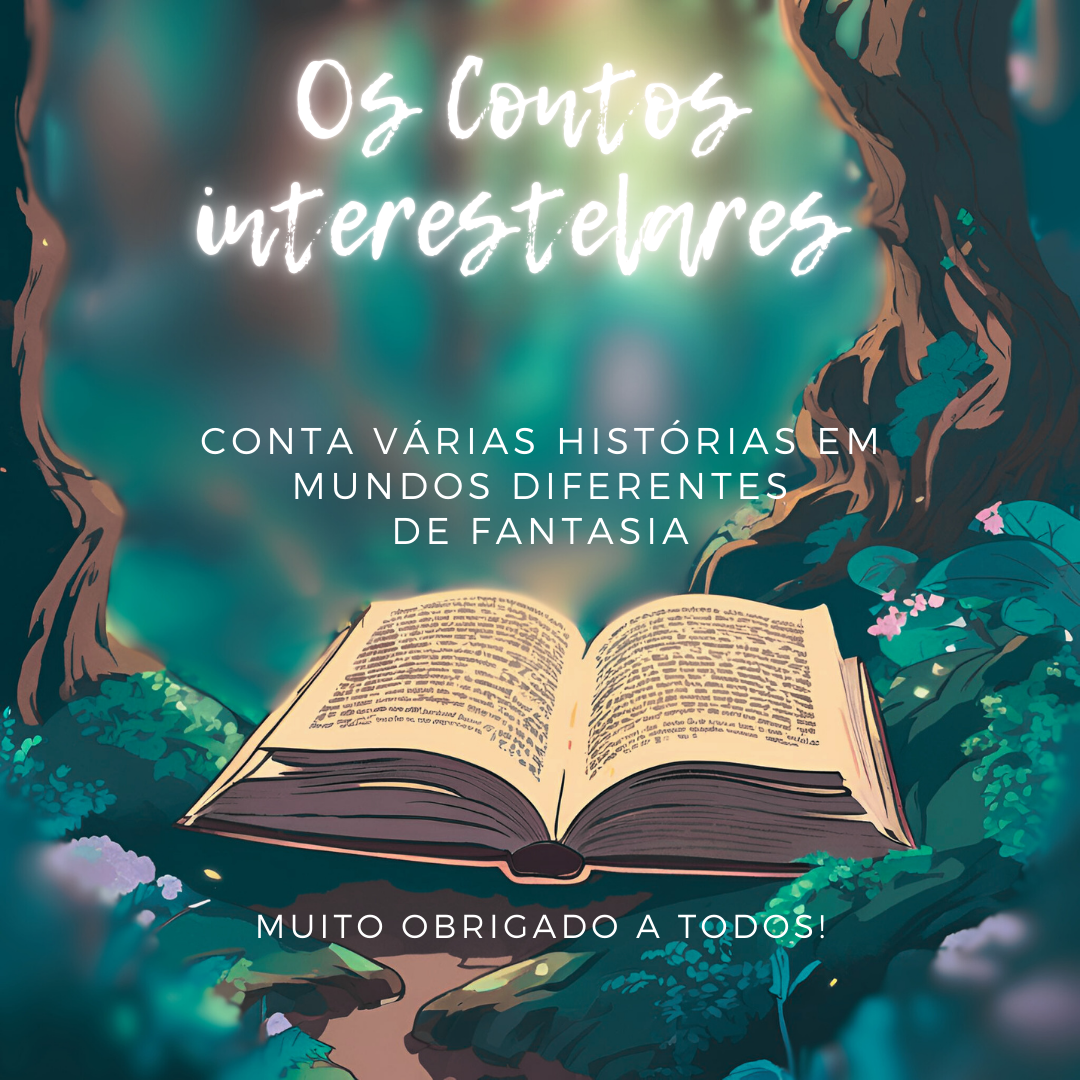 Os Contos
interestelares
CONTA VÁRIAS HISTÓRIAS EM
MUNDOS DIFERENTES
DE FANTASIA
MUITO OBRIGADO A TODOS!